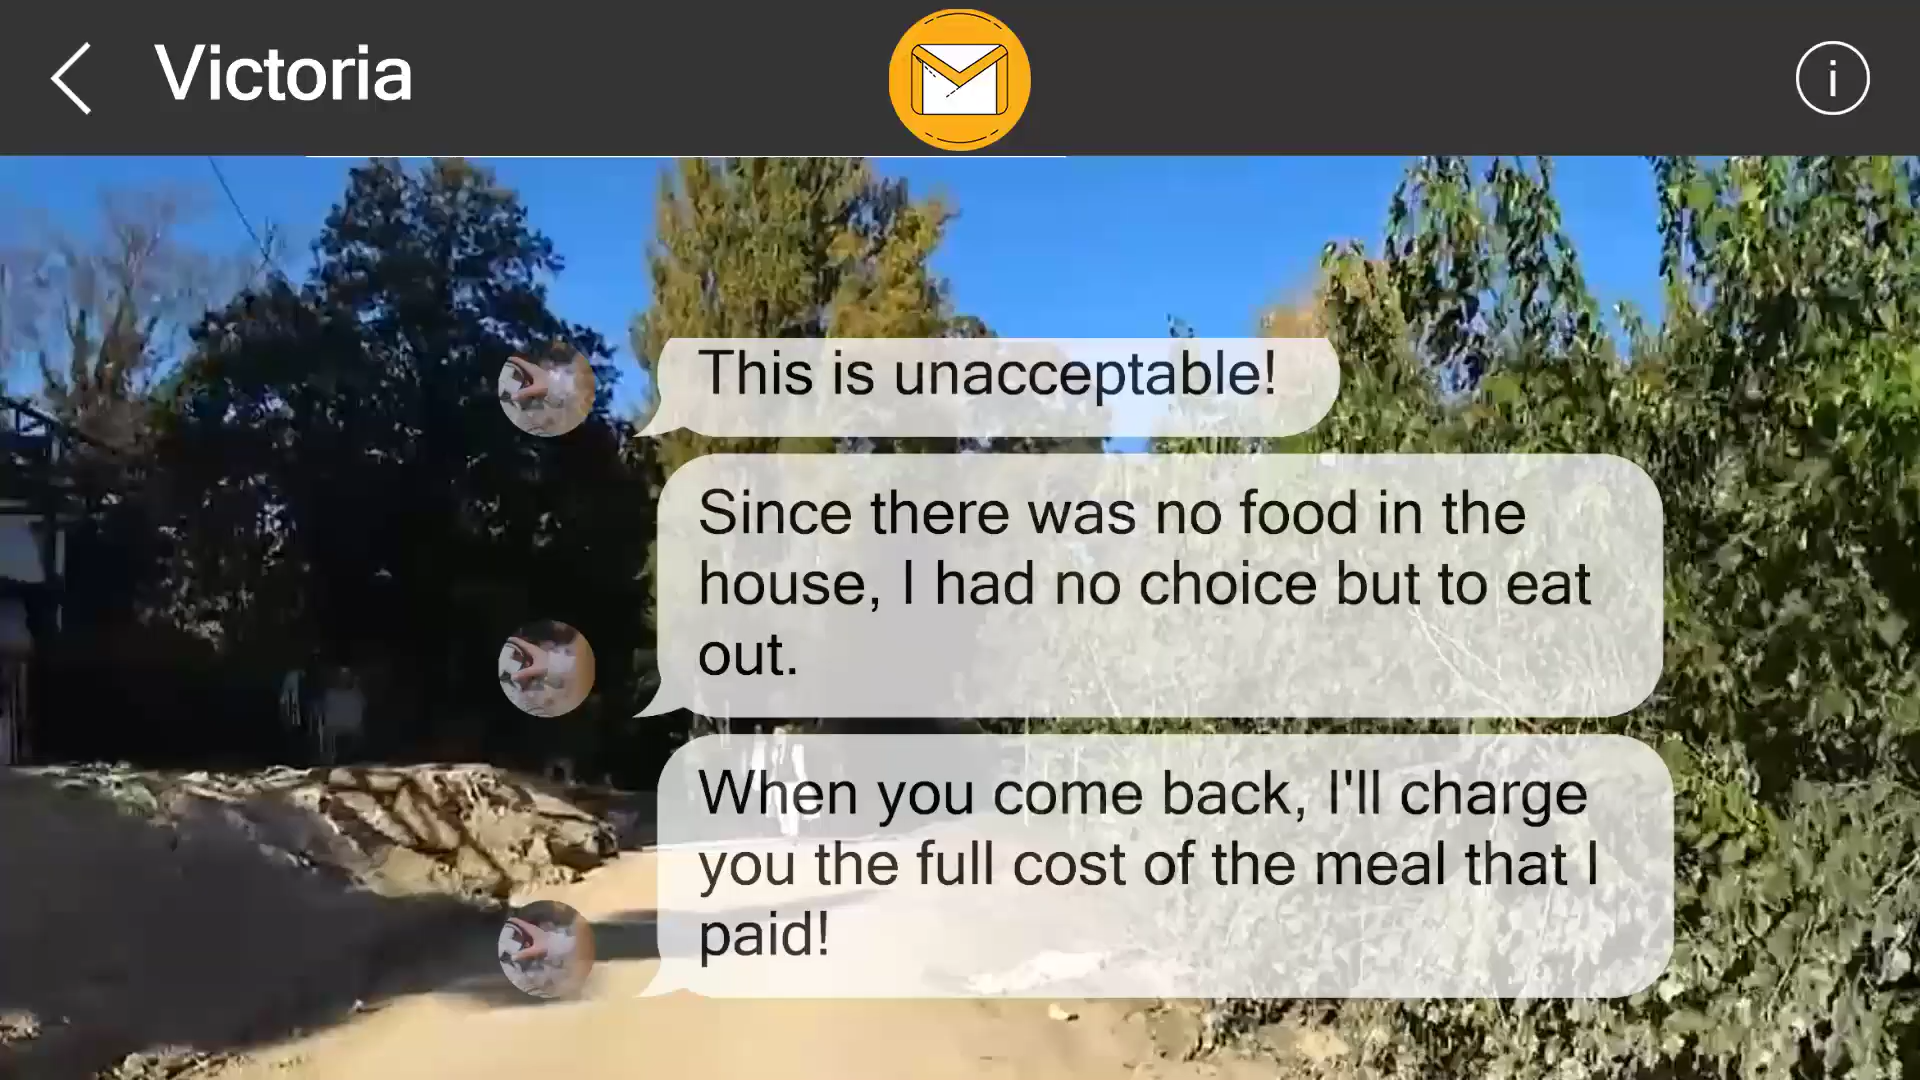 Victoria
i
This is unacceptable!
Since there was no food in the
house, I had no choice but to eat
out.
When you come back, I'll charge
you the full cost of the meal that I
paid!